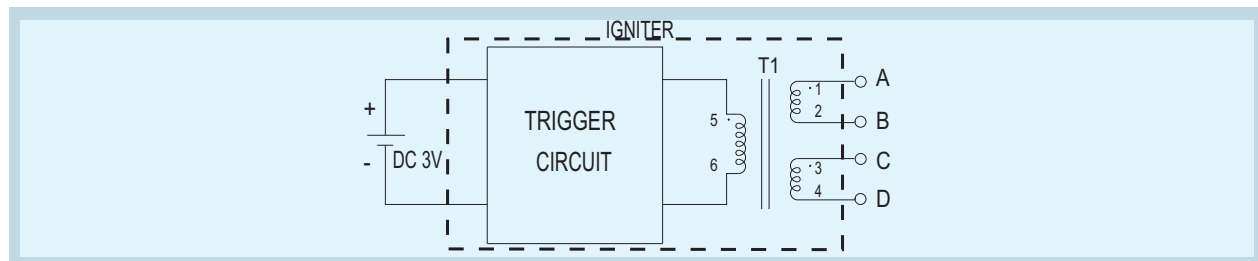 IGNITER
T1
A
·1
2
B
+
TRIGGER
5 ·
DC 3V
-
CIRCUIT
6
C
·3
4
D